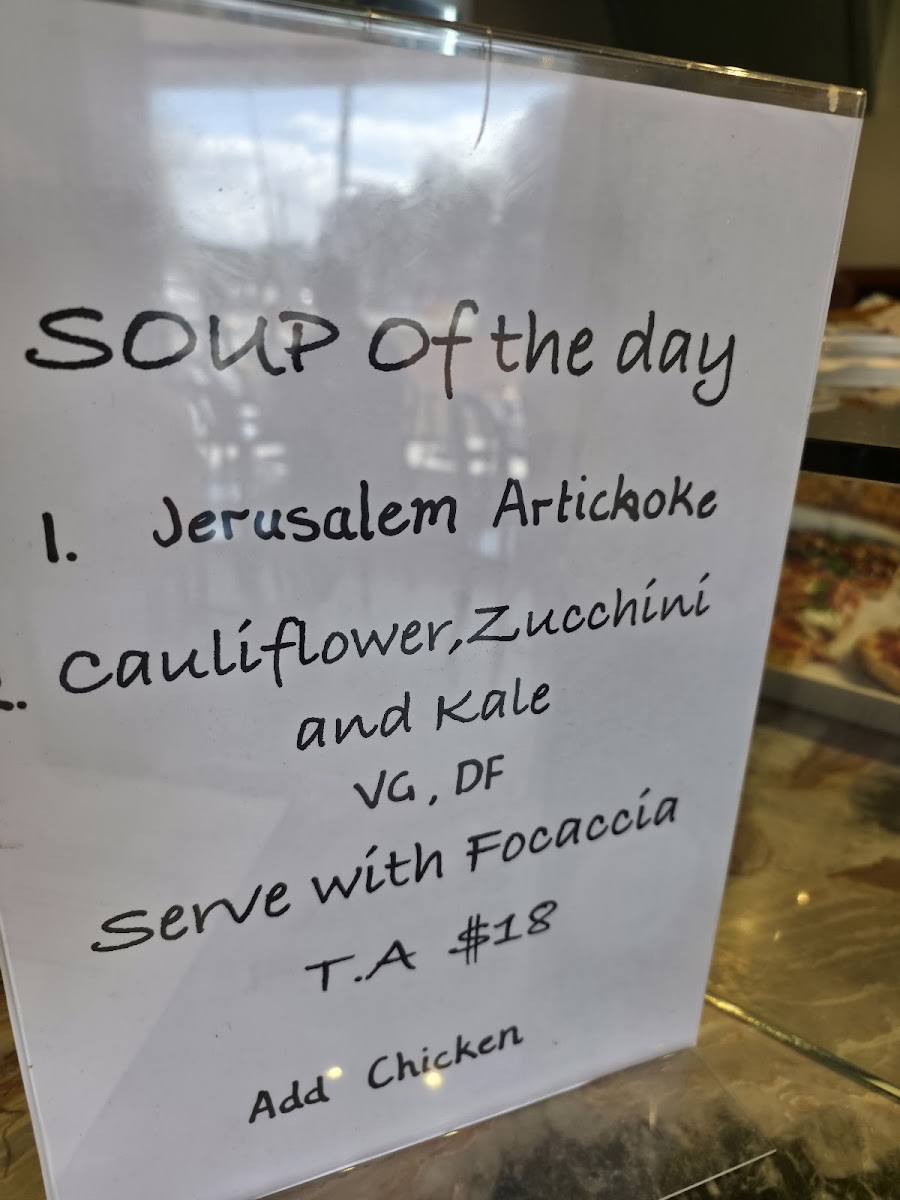 SOUP Of the day
1. Jerusalem Artichoke
2. Cauliflower, Zucchini
and Kale
VG, DF
Serve with Focaccia
T.A $18
Add Chicken